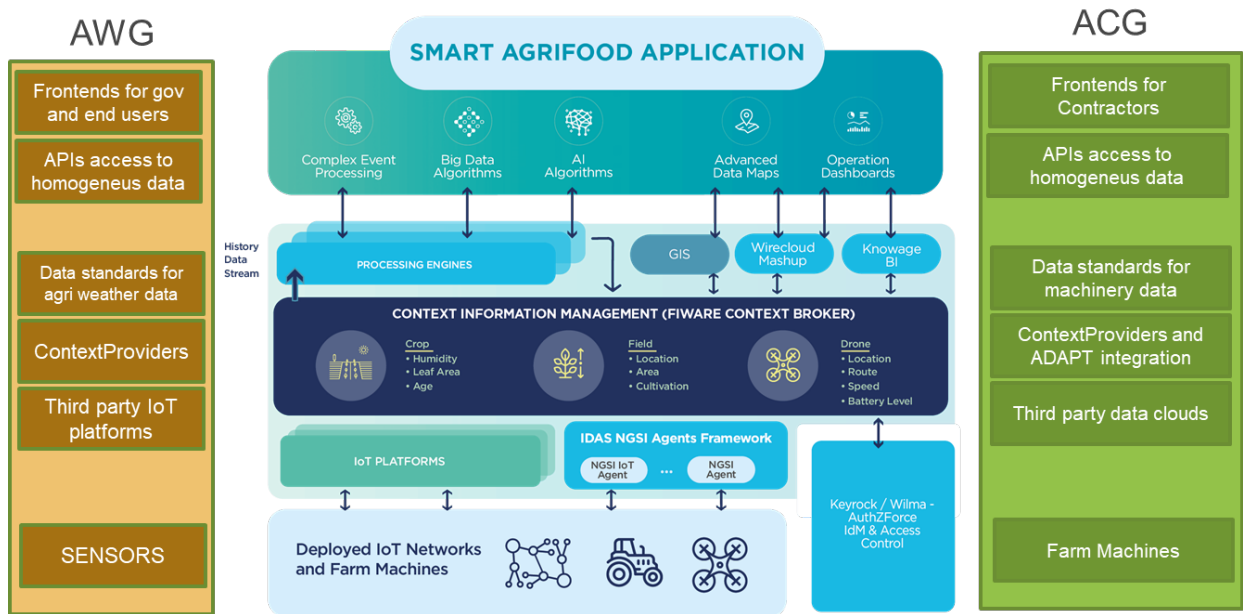 AWG
Frontends for gov
and end users
APIs access to
homogeneus data
Data standards for
agri weather data
ContextProviders
Third party IoT
platforms
SENSORS
SMART AGRIFOOD APPLICATION
Complex Event
Processing
Big Data
Algorithms
AI
Algorithms
Advanced
Data Maps
Operation
Dashboards
History
Data
Stream
PROCESSING ENGINES
GIS
Wirecloud
Mashup
Knowage
BI
CONTEXT INFORMATION MANAGEMENT (FIWARE CONTEXT BROKER)
Crop
• Humidity
• Leaf Area
• Age
Field
• Location
• Area
• Cultivation
Drone
• Location
• Route
• Speed
• Battery Level
IoT PLATFORMS
IDAS NGSI Agents Framework
NGSI IoT
Agent
...
NGSI
Agent
Keyrock / Wilma -
AuthZForce
IdM & Access
Control
Deployed IoT Networks
and Farm Machines
ACG
Frontends for
Contractors
APIs access to
homogeneus data
Data standards for
machinery data
ContextProviders and
ADAPT integration
Third party data clouds
Farm Machines